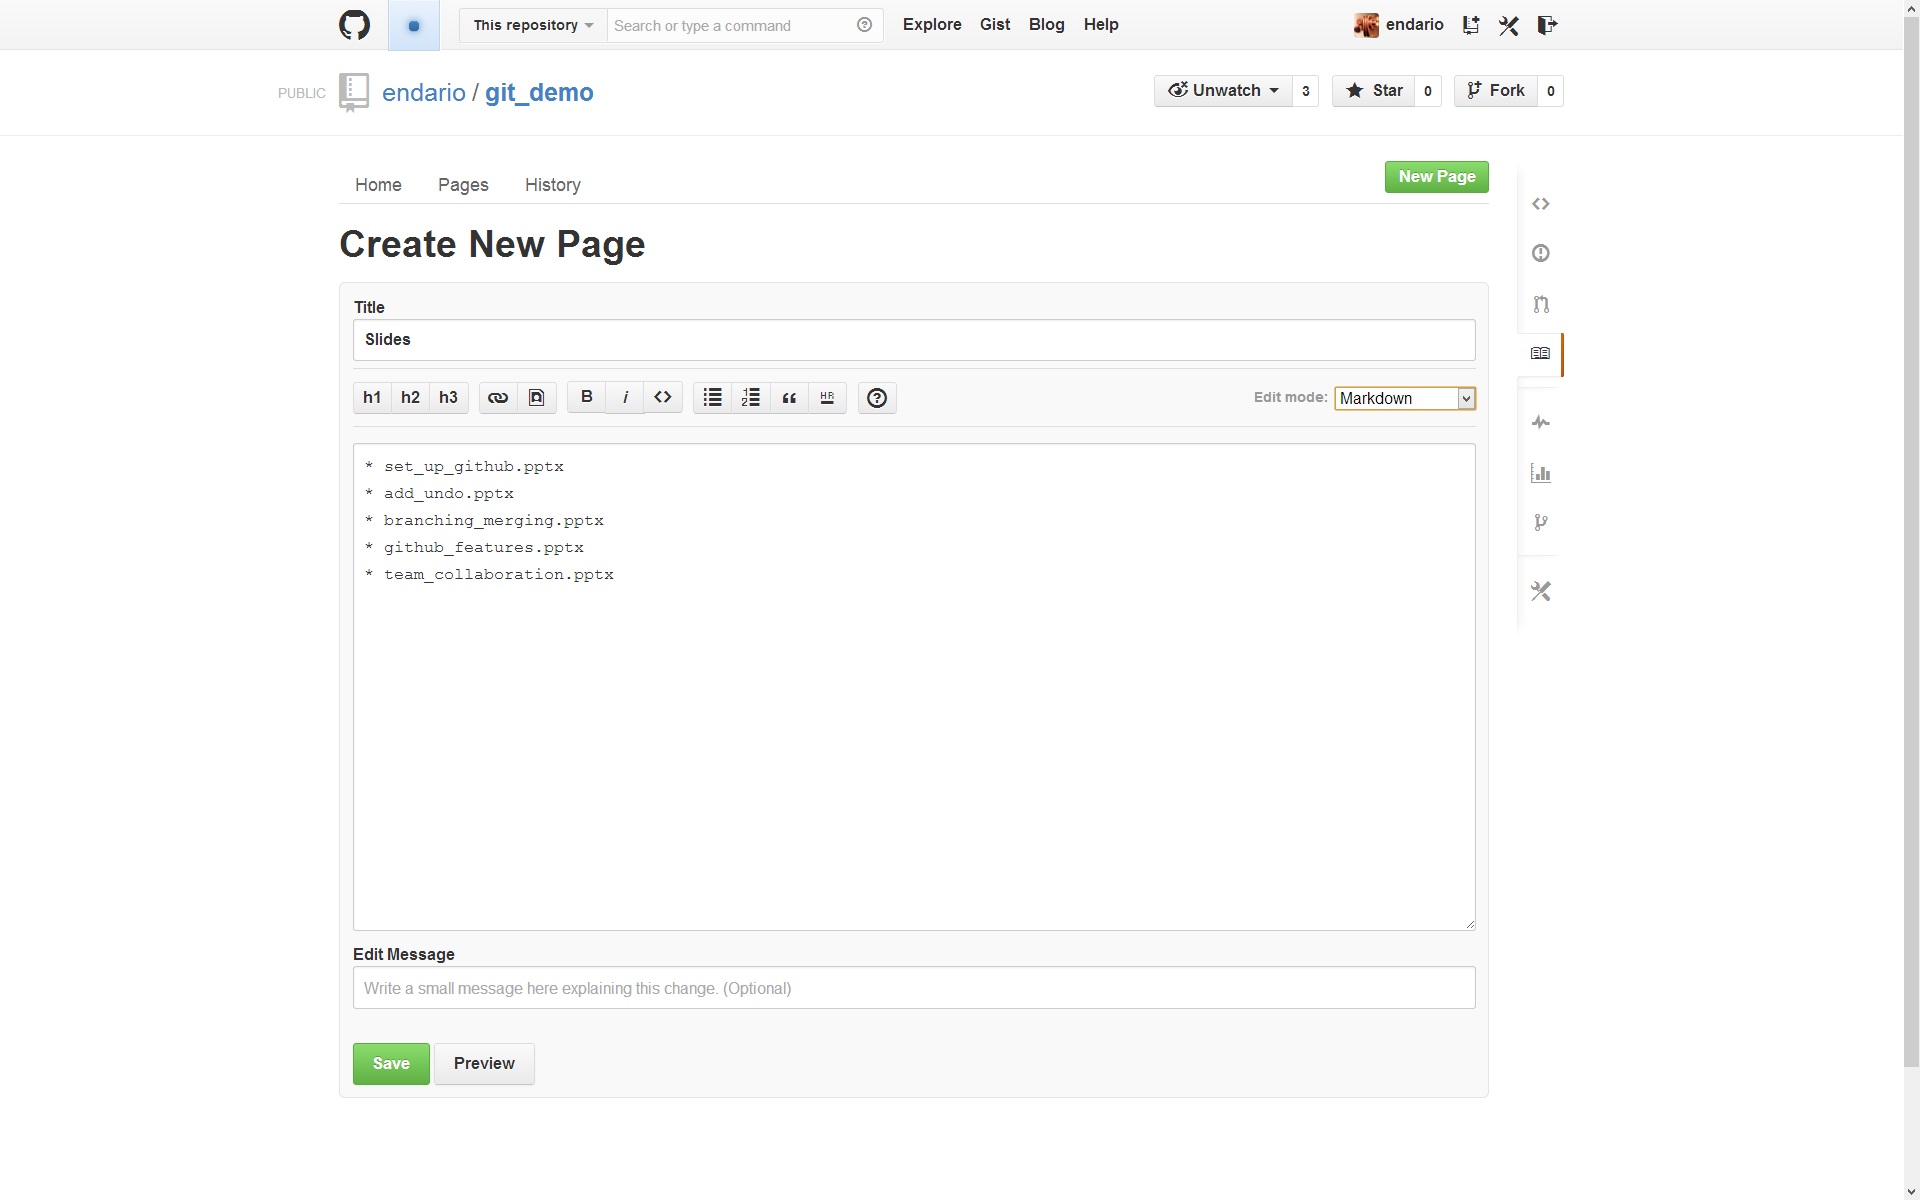 This repository
Search or type a command
Explore Gist Blog Help
endario
PUBLIC
endario / git_demo
Unwatch 3
Star 0
Fork 0
Home Pages History
New Page
Create New Page
Title
Slides
h1 h2 h3
B i <>
1
2
“
HR
?
Edit mode: Markdown
* set_up_github.pptx
* add_undo.pptx
* branching_merging.pptx
* github_features.pptx
* team_collaboration.pptx
Edit Message
Write a small message here explaining this change. (Optional)
Save Preview